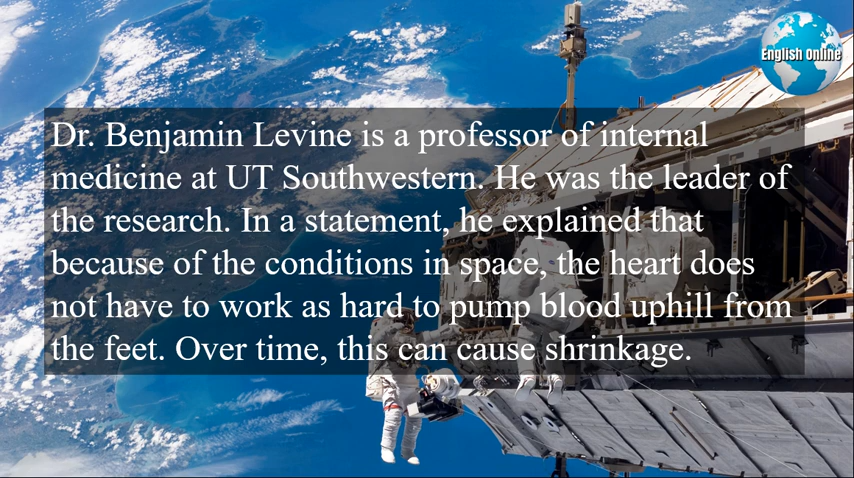 English Online
Dr. Benjamin Levine is a professor of internal
medicine at UT Southwestern. He was the leader of
the research. In a statement, he explained that
because of the conditions in space, the heart does
not have to work as hard to pump blood uphill from
the feet. Over time, this can cause shrinkage.